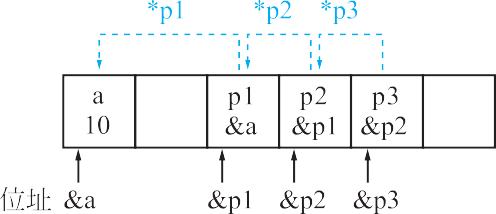 *p1 *p2 *p3
a p1 p2 p3
10 &a &p1 &p2
位址 &a &p1 &p2 &p3